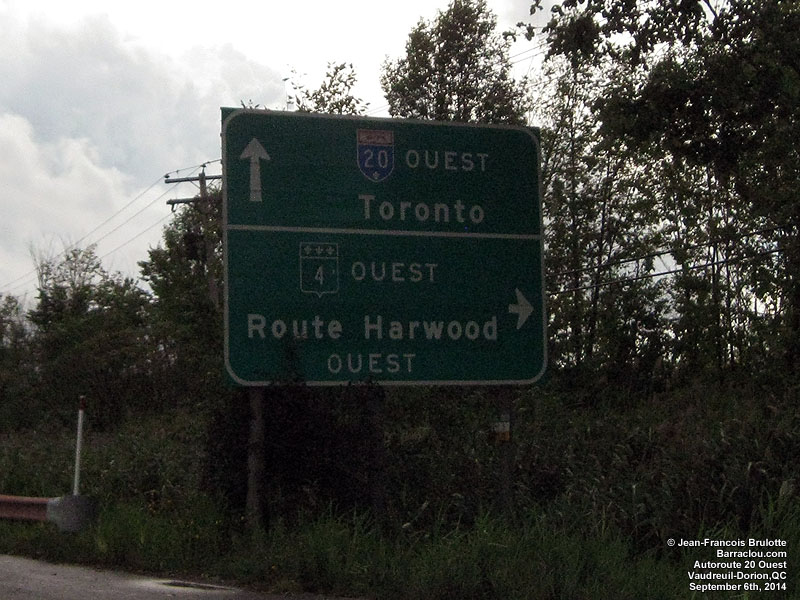 20 OUEST
Toronto
4 OUEST
Route Harwood
OUEST
© Jean-Francois Brulotte
Barraclou.com
Autoroute 20 Ouest
Vaudreuil-Dorion,QC
September 6th, 2014